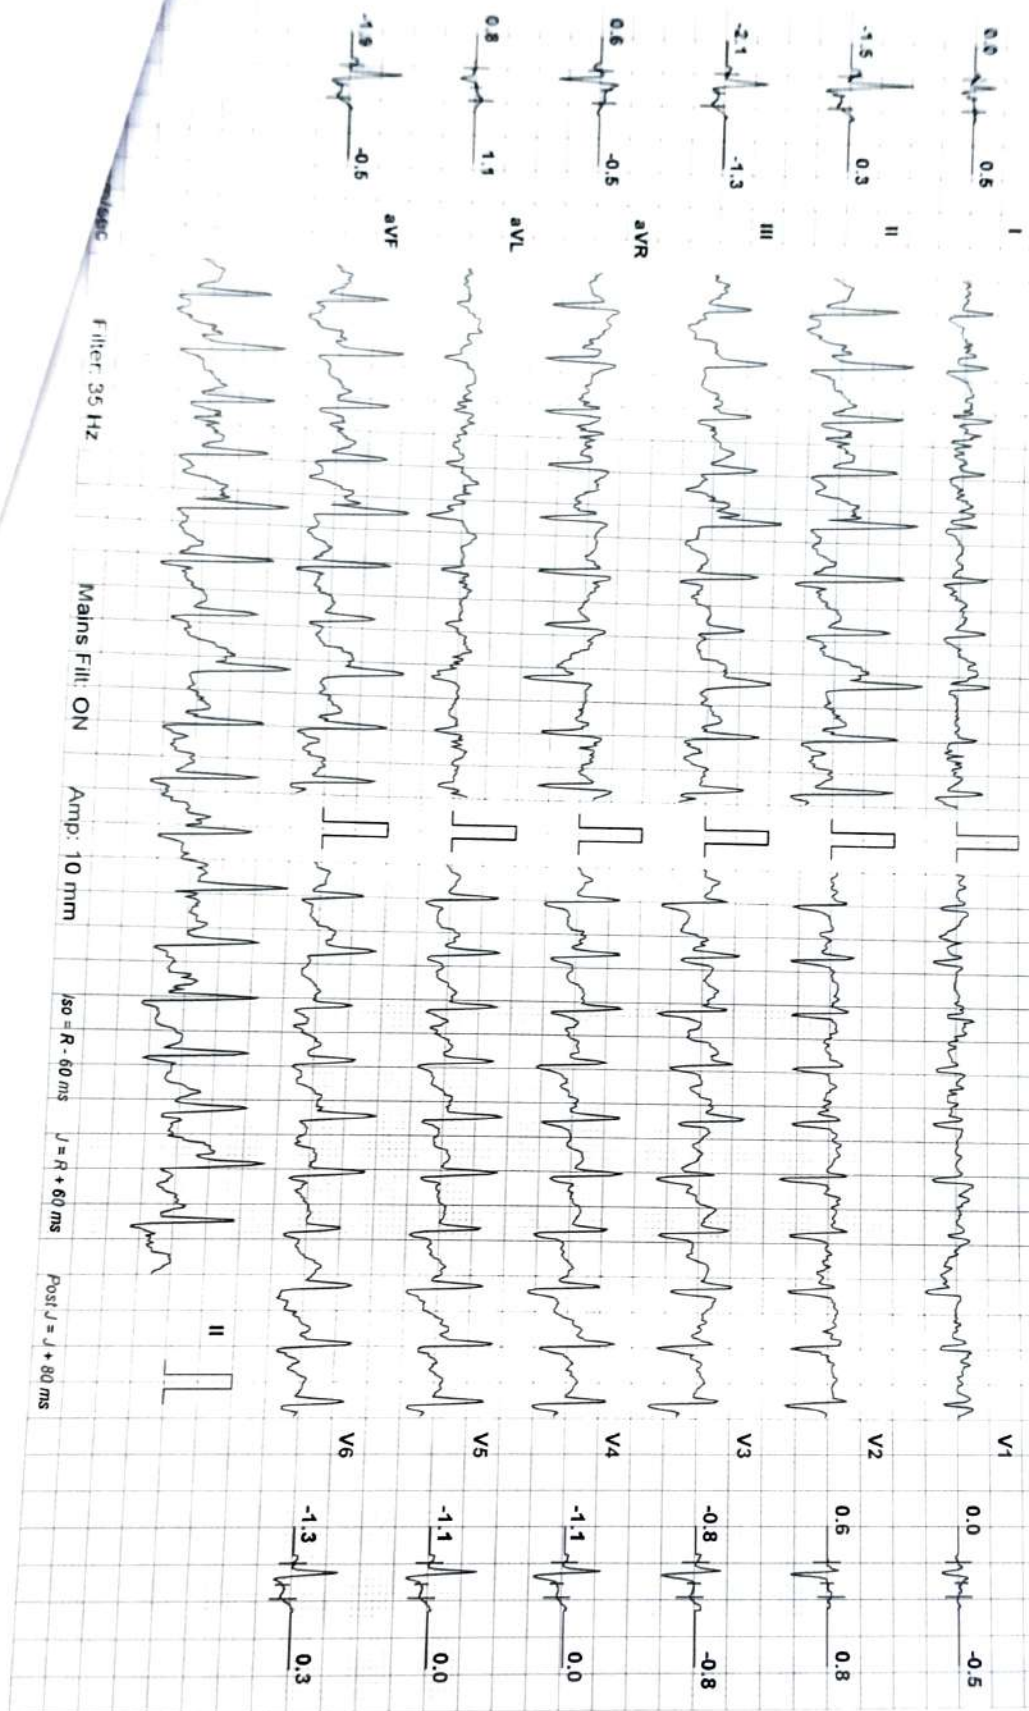 I V1
0.0 0.5 0.0 -0.5
II V2
-1.5 0.3 0.6 0.8
III V3
-2.1 -1.3 -0.8 -0.8
aVR V4
0.6 -0.5 -1.1 0.0
aVL V5
0.8 1.1 -1.1 0.0
aVF V6
-1.9 -0.5 -1.3 0.3
II
Filter: 35 Hz Mains Filt: ON Amp: 10 mm Iso = R - 60 ms J = R + 60 ms Post J = J + 80 ms